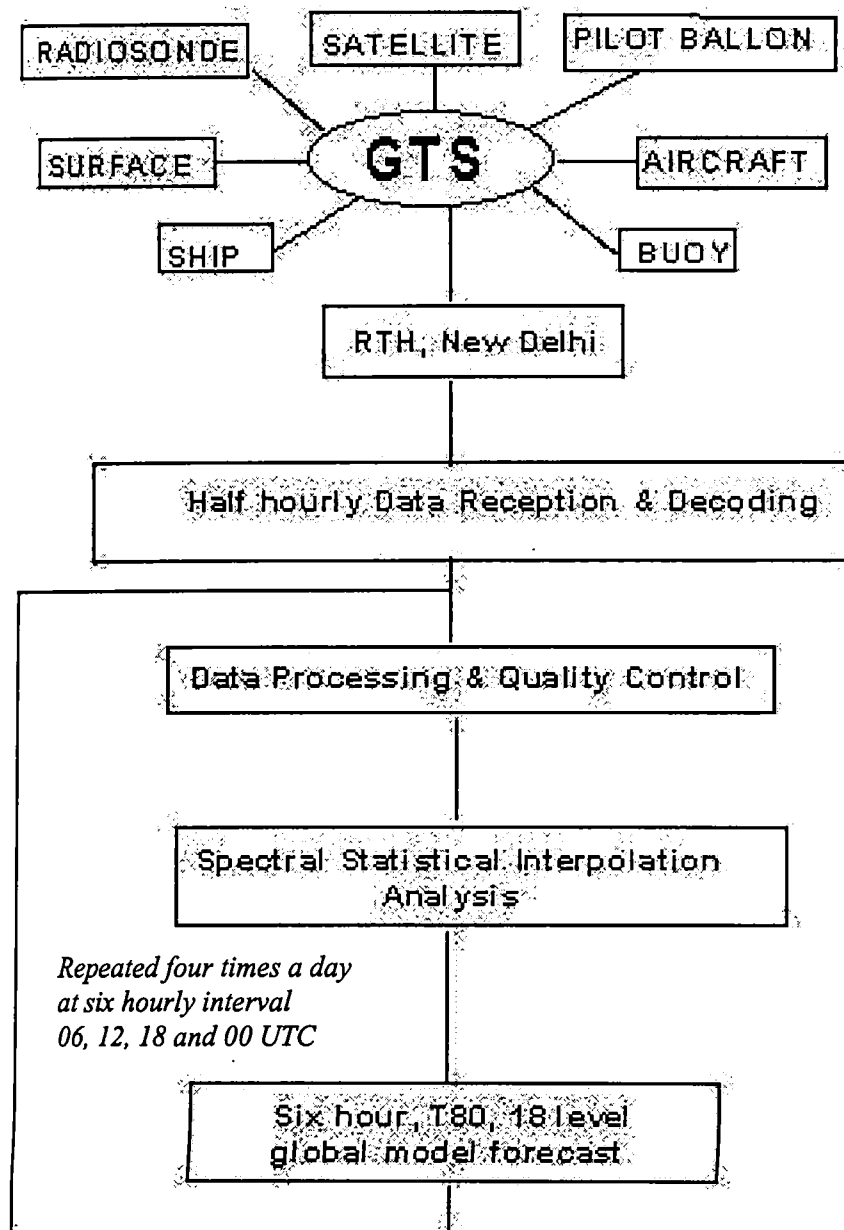 RADIOSONDE
SATELLITE
PILOT BALLON
GTS
SURFACE
AIRCRAFT
SHIP
BUOY
RTH, New Delhi
Half hourly Data Reception & Decoding
Data Processing & Quality Control
Spectral Statistical Interpolation
Analysis
Repeated four times a day
at six hourly interval
06, 12, 18 and 00 UTC
Six hour, T80, 18 level
global model forecast